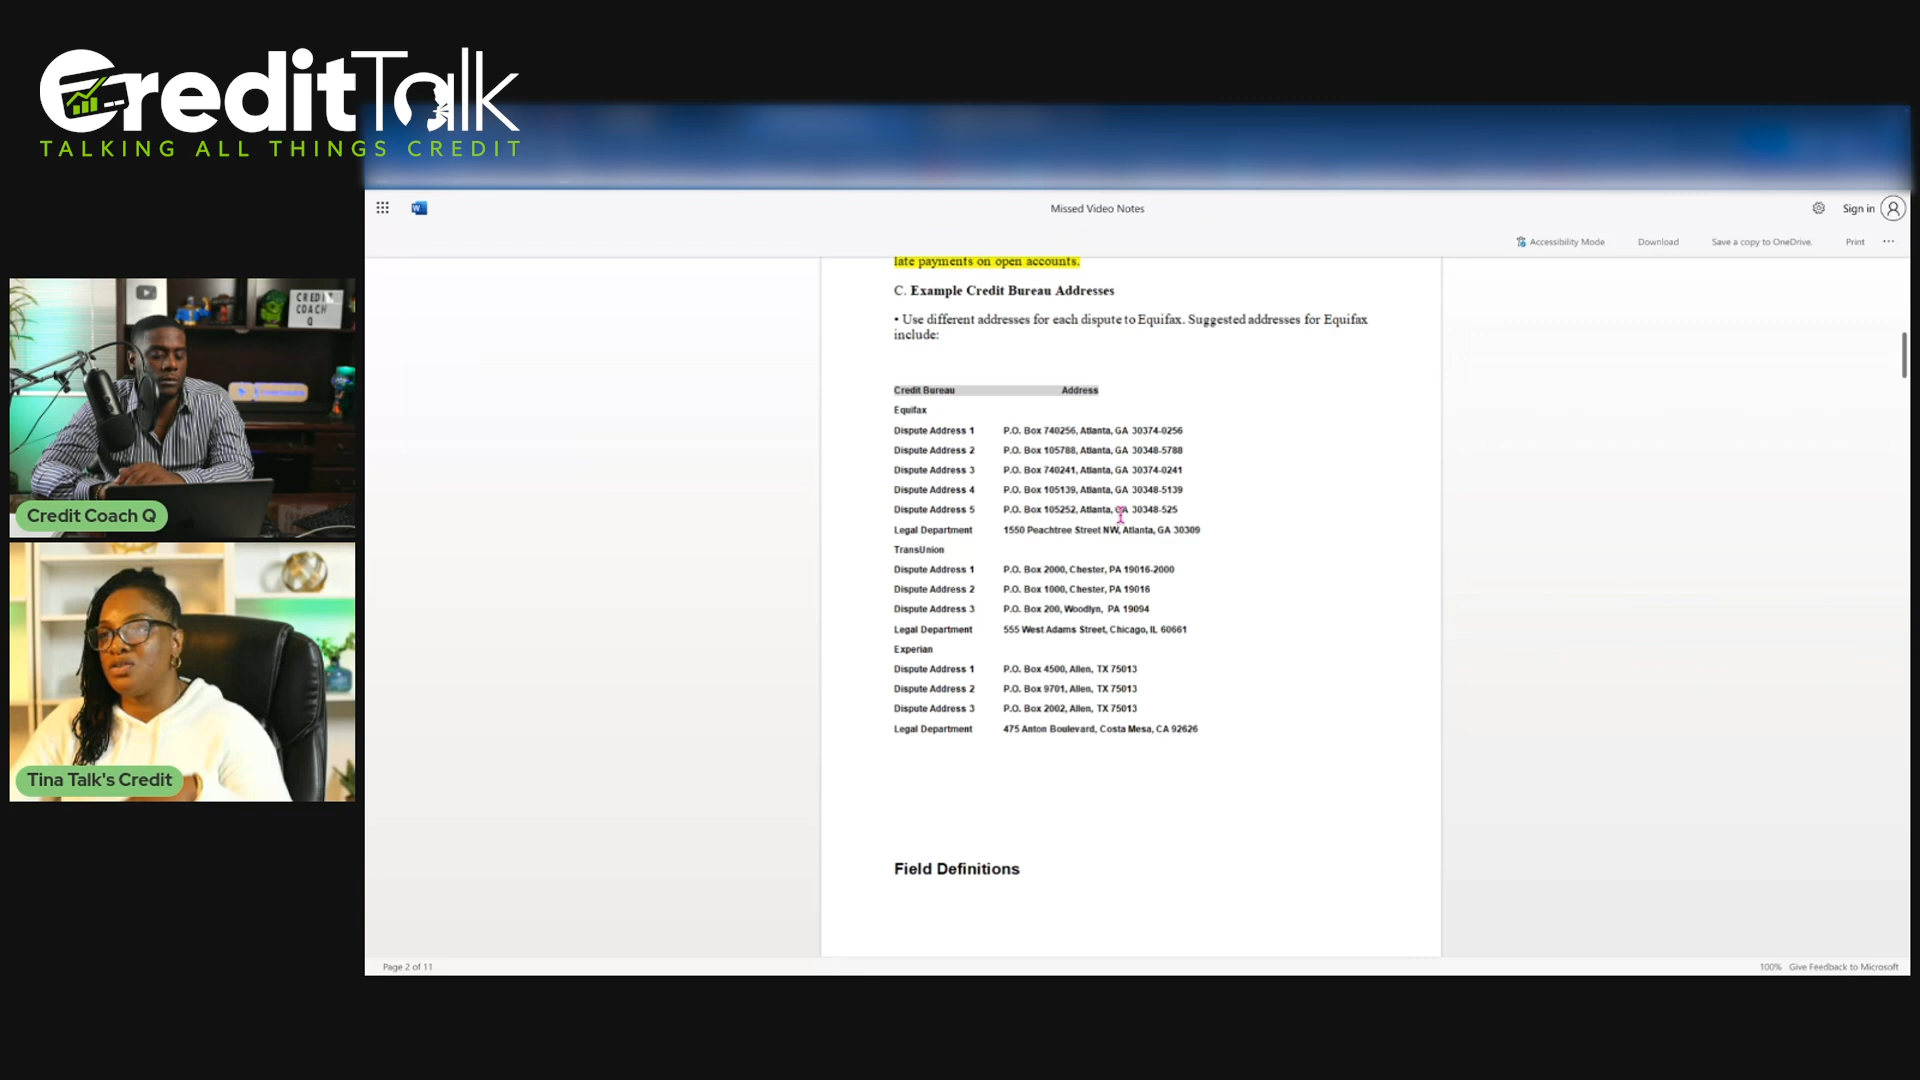 CreditTalk
TALKING ALL THINGS CREDIT
Missed Video Notes
Sign in
Accessibility Mode
Download
Save a copy to OneDrive.
Print
late payments on open accounts.
C. Example Credit Bureau Addresses
• Use different addresses for each dispute to Equifax. Suggested addresses for Equifax
include:
Credit Bureau Address
Equifax
Dispute Address 1 P.O. Box 740256, Atlanta, GA 30374-0256
Dispute Address 2 P.O. Box 105788, Atlanta, GA 30348-5788
Dispute Address 3 P.O. Box 740241, Atlanta, GA 30374-0241
Dispute Address 4 P.O. Box 105139, Atlanta, GA 30348-5139
Dispute Address 5 P.O. Box 105252, Atlanta, GA 30348-525
Legal Department 1550 Peachtree Street NW, Atlanta, GA 30309
TransUnion
Dispute Address 1 P.O. Box 2000, Chester, PA 19016-2000
Dispute Address 2 P.O. Box 1000, Chester, PA 19016
Dispute Address 3 P.O. Box 200, Woodlyn, PA 19094
Legal Department 555 West Adams Street, Chicago, IL 60661
Experian
Dispute Address 1 P.O. Box 4500, Allen, TX 75013
Dispute Address 2 P.O. Box 9701, Allen, TX 75013
Dispute Address 3 P.O. Box 2002, Allen, TX 75013
Legal Department 475 Anton Boulevard, Costa Mesa, CA 92626
Field Definitions
Page 2 of 11
100% Give Feedback to Microsoft
CREDIT
COACH
Q
Credit Coach Q
Tina Talk's Credit